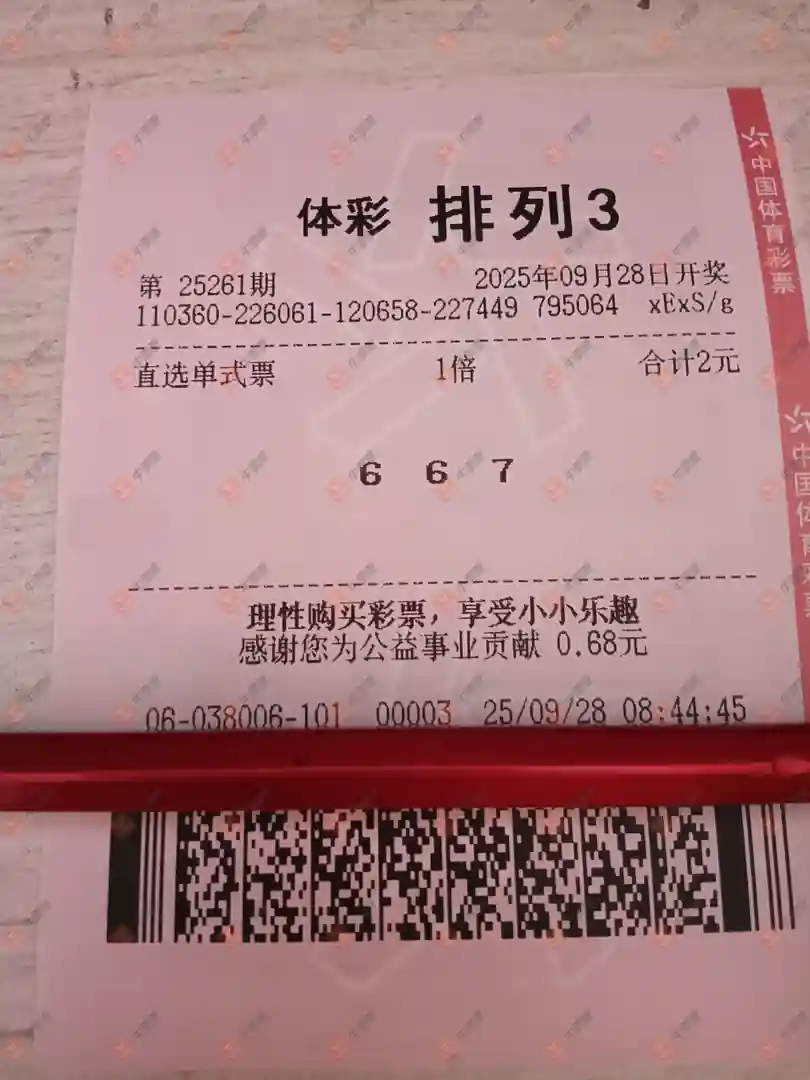 体彩 排列3
第 25261期 2025年09月28日开奖
110360-226061-120658-227449 795064 xExS/g
直选单式票 1倍 合计2元
6 6 7
理性购买彩票，享受小小乐趣
感谢您为公益事业贡献 0.68元
06-038006-101 00003 25/09/28 08:44:45
中国体育彩票
中国体育